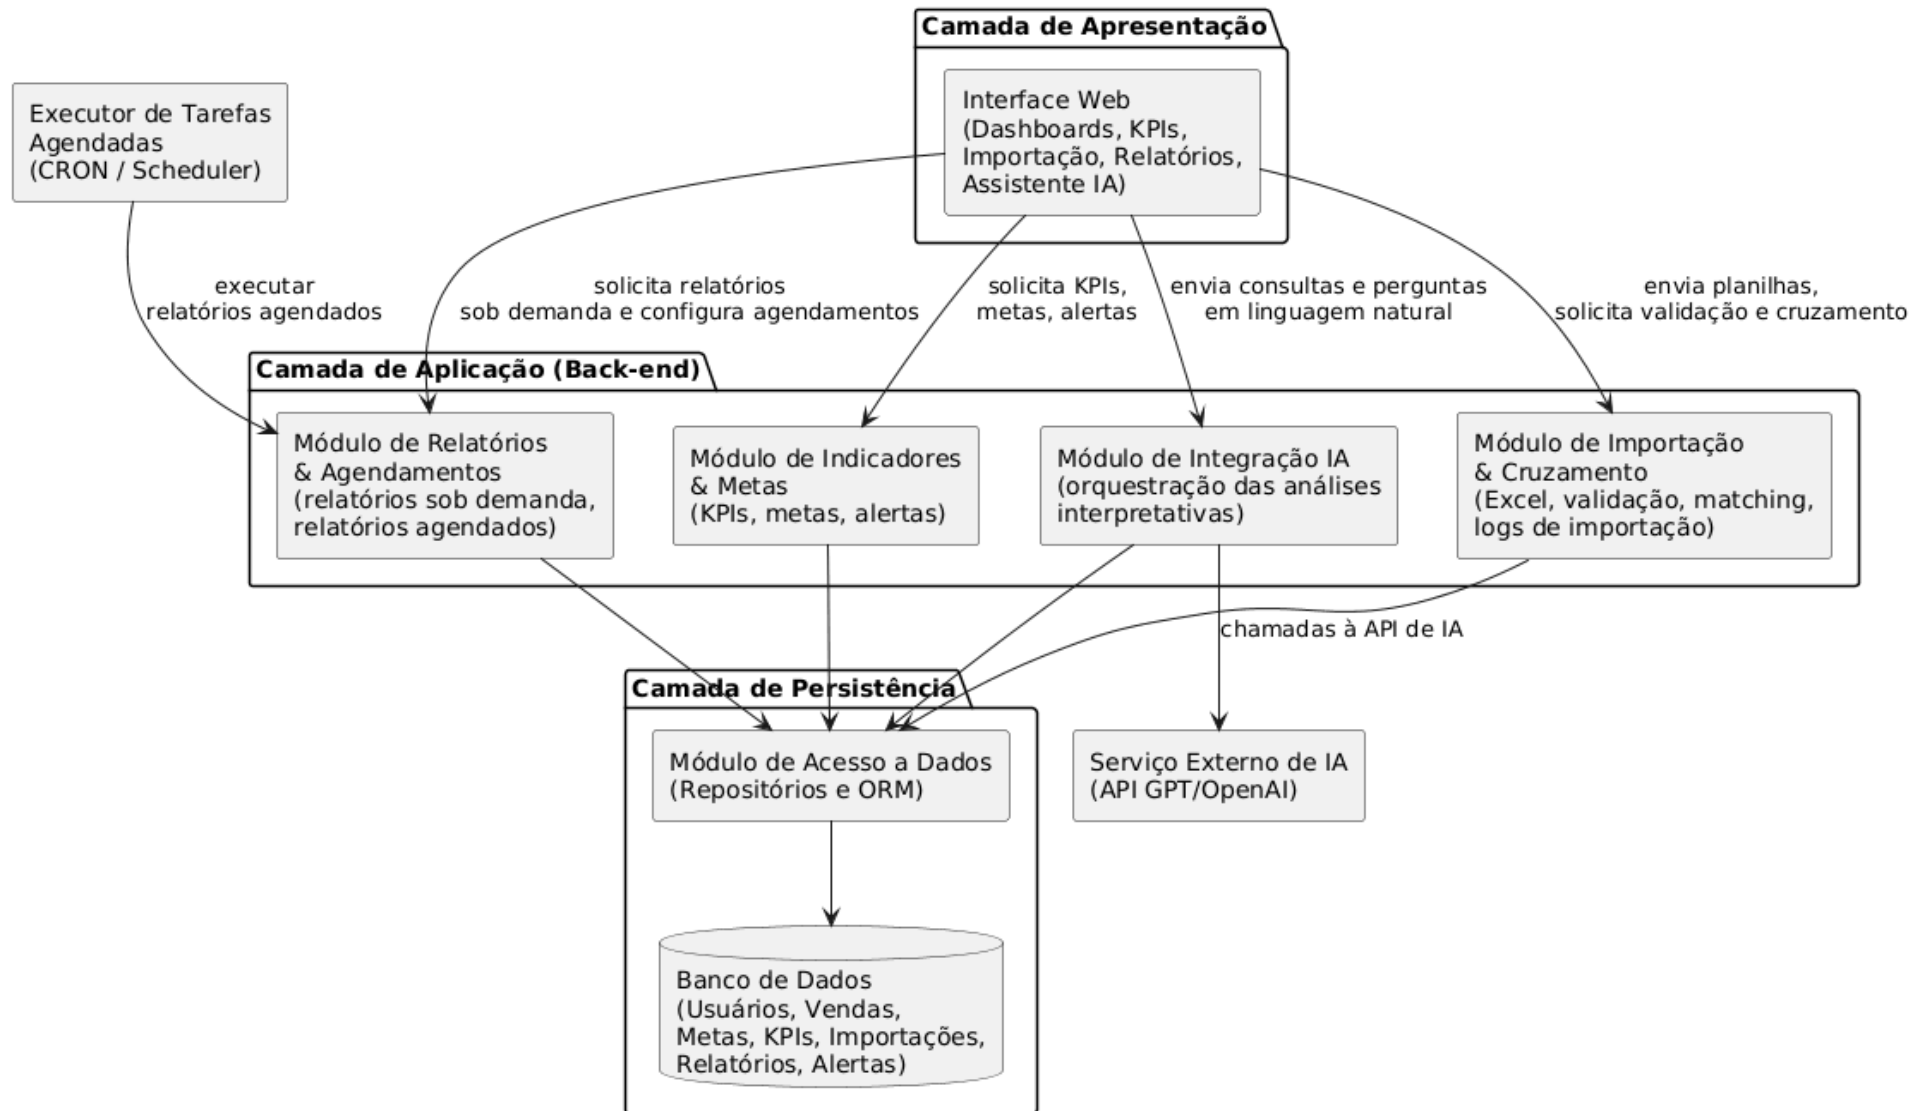 Camada de Apresentação
Interface Web
(Dashboards, KPIs,
Importação, Relatórios,
Assistente IA)
Executor de Tarefas
Agendadas
(CRON / Scheduler)
executar
relatórios agendados
solicita relatórios
sob demanda e configura agendamentos
solicita KPIs,
metas, alertas
envia consultas e perguntas
em linguagem natural
envia planilhas,
solicita validação e cruzamento
Camada de Aplicação (Back-end)
Módulo de Relatórios
& Agendamentos
(relatórios sob demanda,
relatórios agendados)
Módulo de Indicadores
& Metas
(KPIs, metas, alertas)
Módulo de Integração IA
(orquestração das análises
interpretativas)
Módulo de Importação
& Cruzamento
(Excel, validação, matching,
logs de importação)
chamadas à API de IA
Camada de Persistência
Módulo de Acesso a Dados
(Repositórios e ORM)
Serviço Externo de IA
(API GPT/OpenAI)
Banco de Dados
(Usuários, Vendas,
Metas, KPIs, Importações,
Relatórios, Alertas)